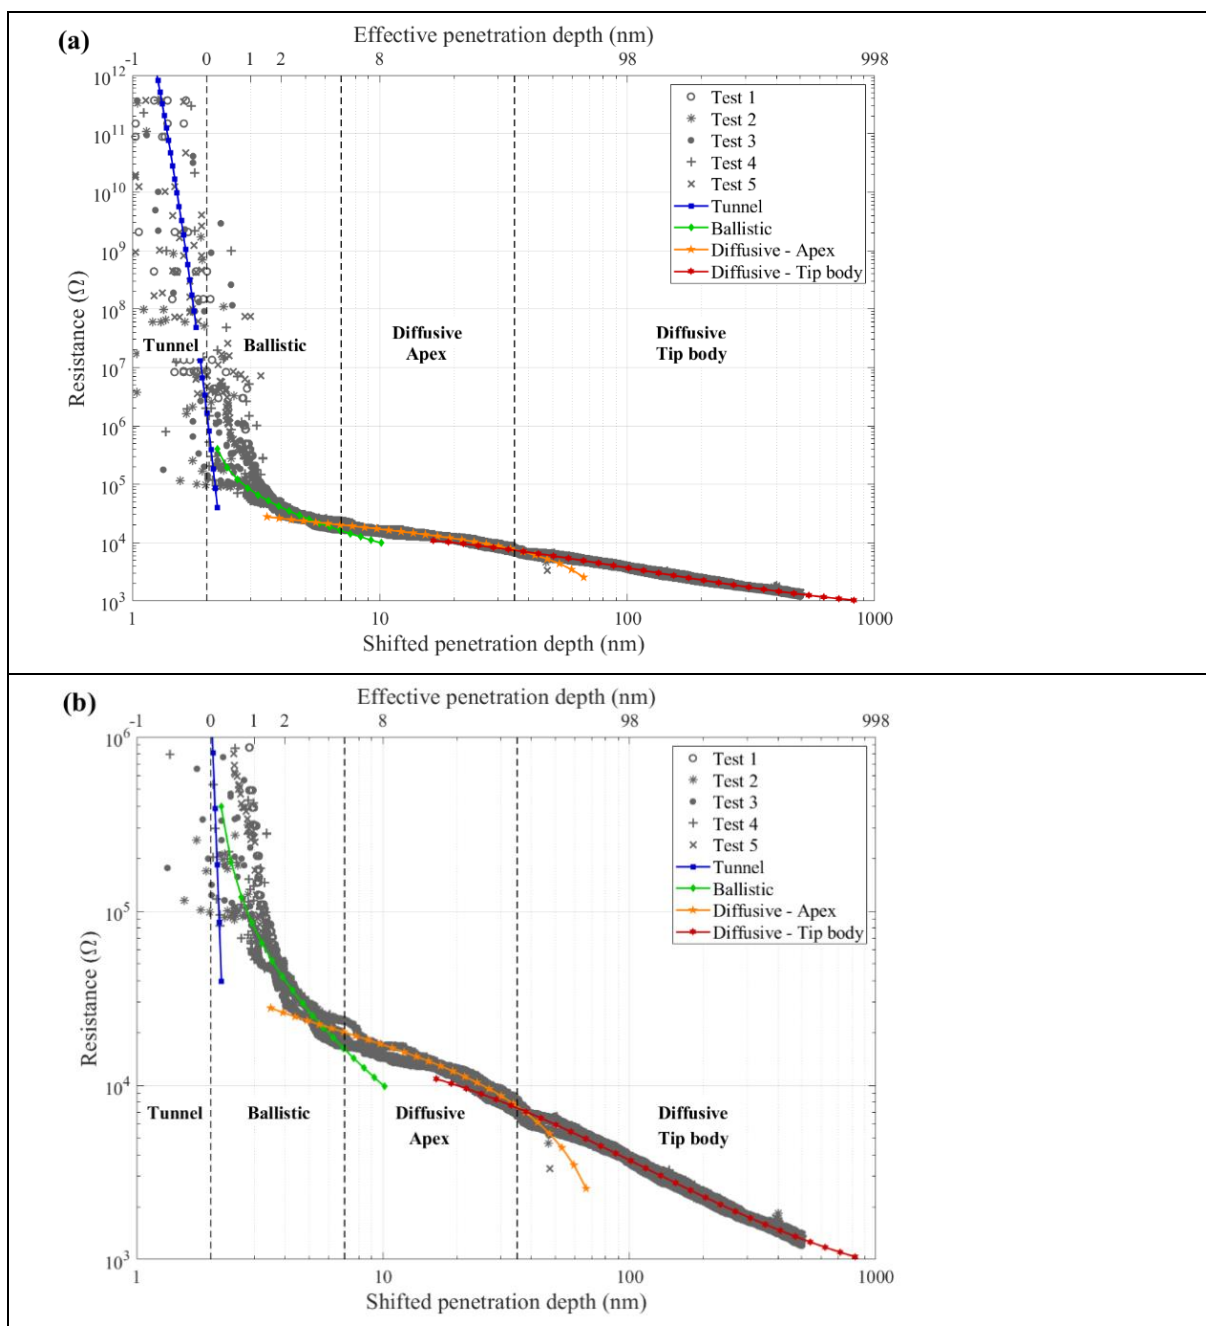 (a)
Effective penetration depth (nm)
-1 0 1 2 8 98 998
10^12
10^11
10^10
10^9
10^8
10^7
10^6
10^5
10^4
10^3
Resistance (Ω)
Test 1
Test 2
Test 3
Test 4
Test 5
Tunnel
Ballistic
Diffusive - Apex
Diffusive - Tip body
Tunnel
Ballistic
Diffusive
Apex
Diffusive
Tip body
1 10 100 1000
Shifted penetration depth (nm)
(b)
Effective penetration depth (nm)
-1 0 1 2 8 98 998
10^6
10^5
10^4
10^3
Resistance (Ω)
Test 1
Test 2
Test 3
Test 4
Test 5
Tunnel
Ballistic
Diffusive - Apex
Diffusive - Tip body
Tunnel
Ballistic
Diffusive
Apex
Diffusive
Tip body
1 10 100 1000
Shifted penetration depth (nm)